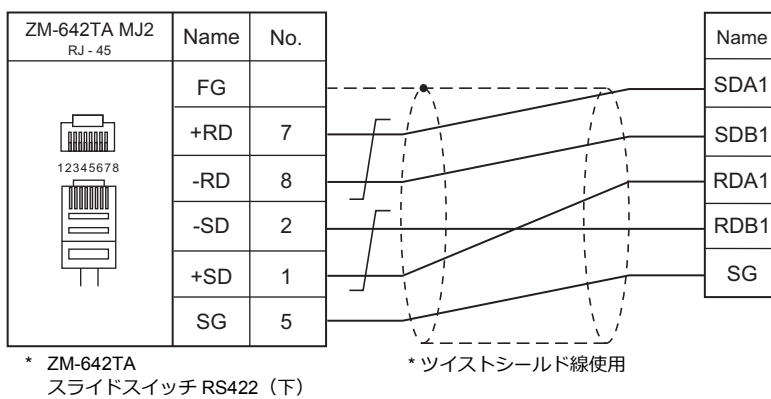 ZM-642TA MJ2 Name No. Name
RJ - 45
FG SDA1
+RD 7 SDB1
12345678
-RD 8 RDA1
-SD 2 RDB1
+SD 1 SG
SG 5
* ZM-642TA * ツイストシールド線使用
スライドスイッチ RS422（下）